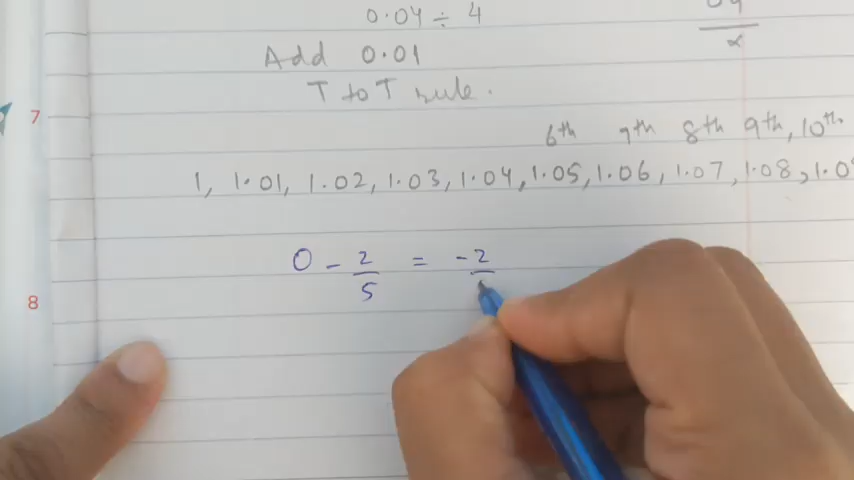 0.04 ÷ 4
Add 0.01
T to T rule.
7
6th 9th 8th 9th, 10th
1, 1.01, 1.02, 1.03, 1.04, 1.05, 1.06, 1.07, 1.08, 1.0
0 - 2/5 = -2/
8